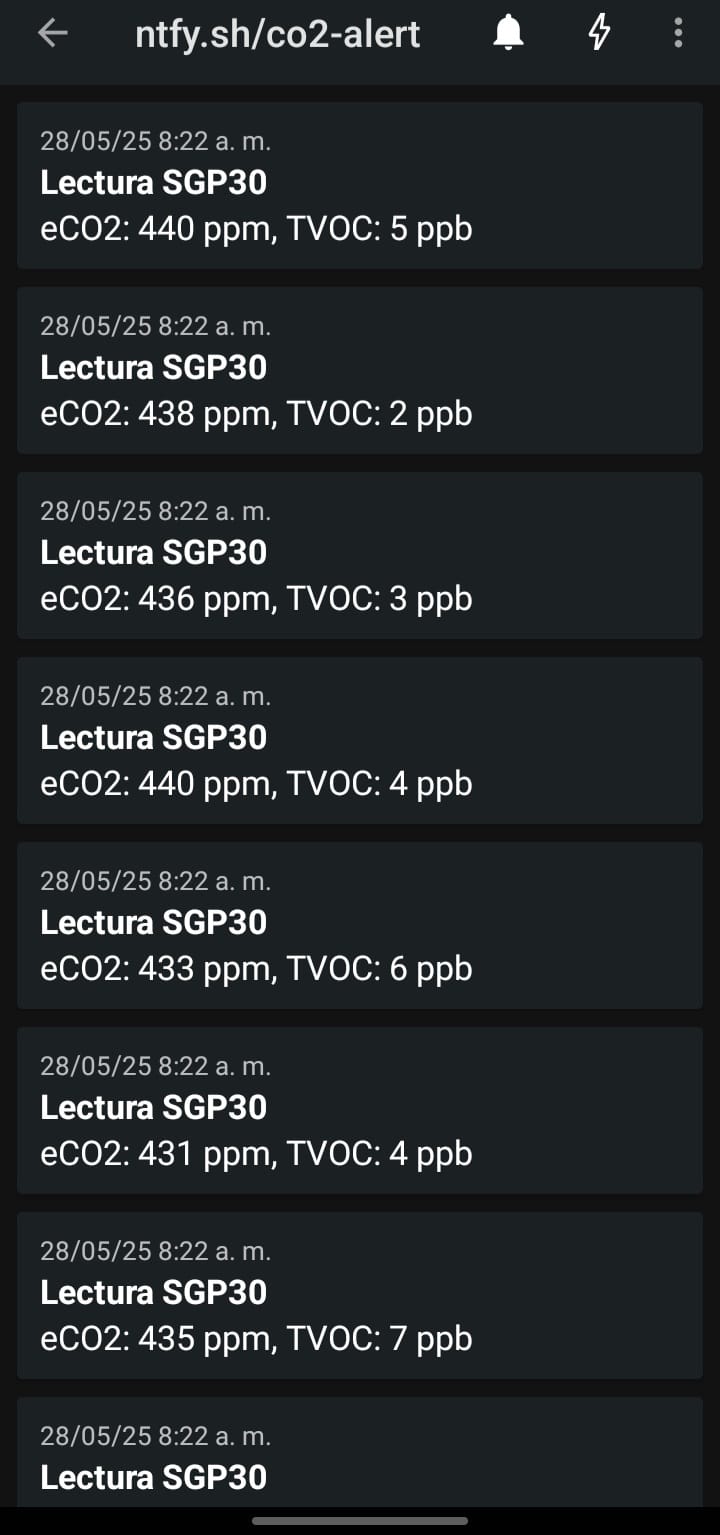 ntfy.sh/co2-alert
28/05/25 8:22 a. m.
Lectura SGP30
eCO2: 440 ppm, TVOC: 5 ppb
28/05/25 8:22 a. m.
Lectura SGP30
eCO2: 438 ppm, TVOC: 2 ppb
28/05/25 8:22 a. m.
Lectura SGP30
eCO2: 436 ppm, TVOC: 3 ppb
28/05/25 8:22 a. m.
Lectura SGP30
eCO2: 440 ppm, TVOC: 4 ppb
28/05/25 8:22 a. m.
Lectura SGP30
eCO2: 433 ppm, TVOC: 6 ppb
28/05/25 8:22 a. m.
Lectura SGP30
eCO2: 431 ppm, TVOC: 4 ppb
28/05/25 8:22 a. m.
Lectura SGP30
eCO2: 435 ppm, TVOC: 7 ppb
28/05/25 8:22 a. m.
Lectura SGP30